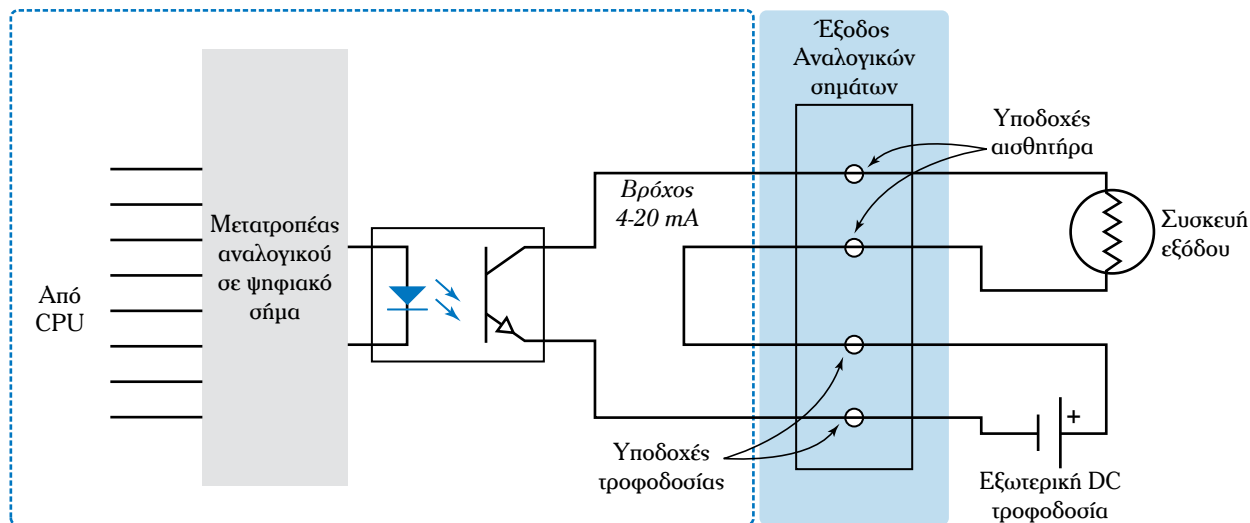 Από
CPU
Μετατροπέας
αναλογικού
σε ψηφιακό
σήμα
Βρόχος
4-20 mA
Έξοδος
Αναλογικών
σημάτων
Υποδοχές
αισθητήρα
Συσκευή
εξόδου
Υποδοχές
τροφοδοσίας
+
Εξωτερική DC
τροφοδοσία